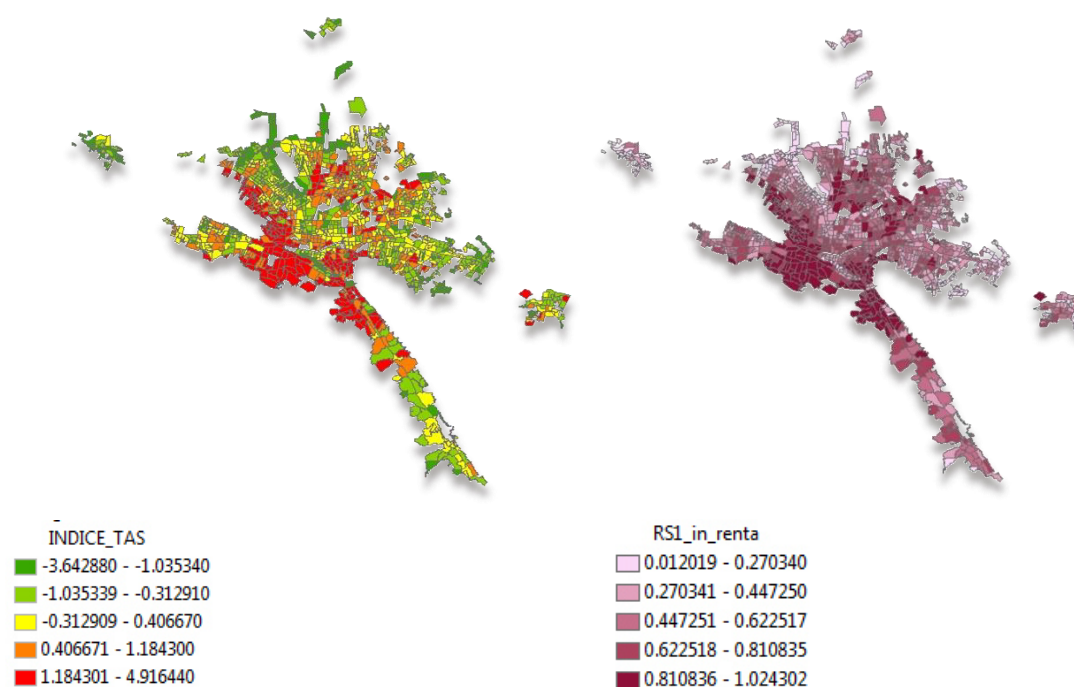 INDICE_TAS
-3.642880 - -1.035340
-1.035339 - -0.312910
-0.312909 - 0.406670
0.406671 - 1.184300
1.184301 - 4.916440
RS1_in_renta
0.012019 - 0.270340
0.270341 - 0.447250
0.447251 - 0.622517
0.622518 - 0.810835
0.810836 - 1.024302